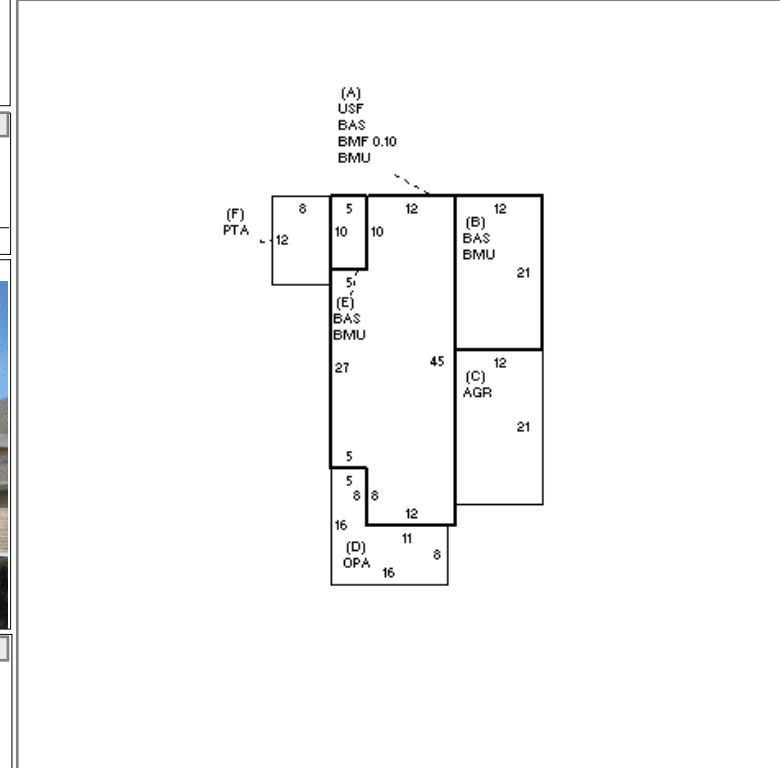 (A)
USF
BAS
BMF 0.10
BMU
(F)
PTA
8
12
5
10
10
5
12
(E)
BAS
BMU
27
45
5
12
(B)
BAS
BMU
21
12
(C)
AGR
21
5
8
8
12
16
11
(D)
OPA
8
16